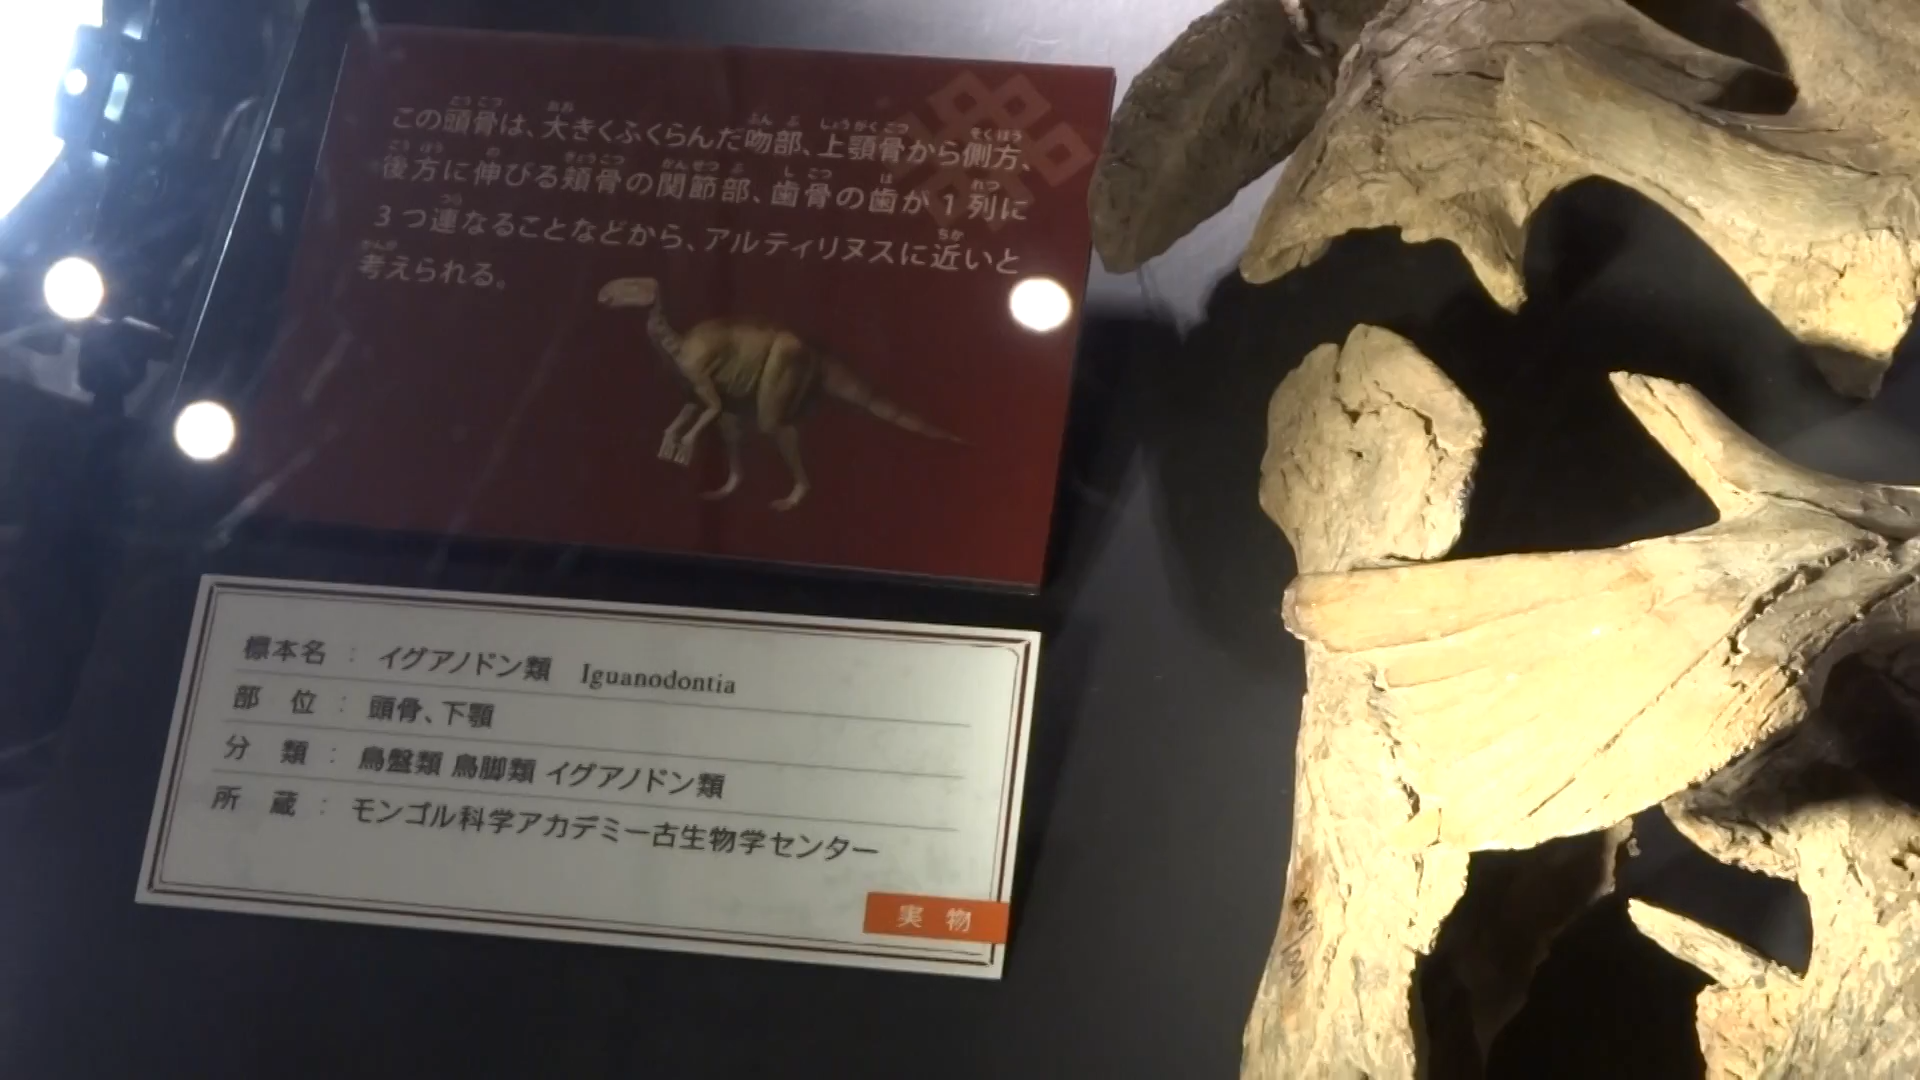 この頭骨は、大きくふくらんだ吻部、上顎骨から側方、
後方に伸びる頬骨の関節部、歯骨の歯が1列に
3つ連なることなどから、アルティリヌスに近いと
考えられる。
標本名 : イグアノドン類 Iguanodontia
部 位 : 頭骨、下顎
分 類 : 鳥盤類 鳥脚類 イグアノドン類
所 蔵 : モンゴル科学アカデミー古生物学センター
実 物